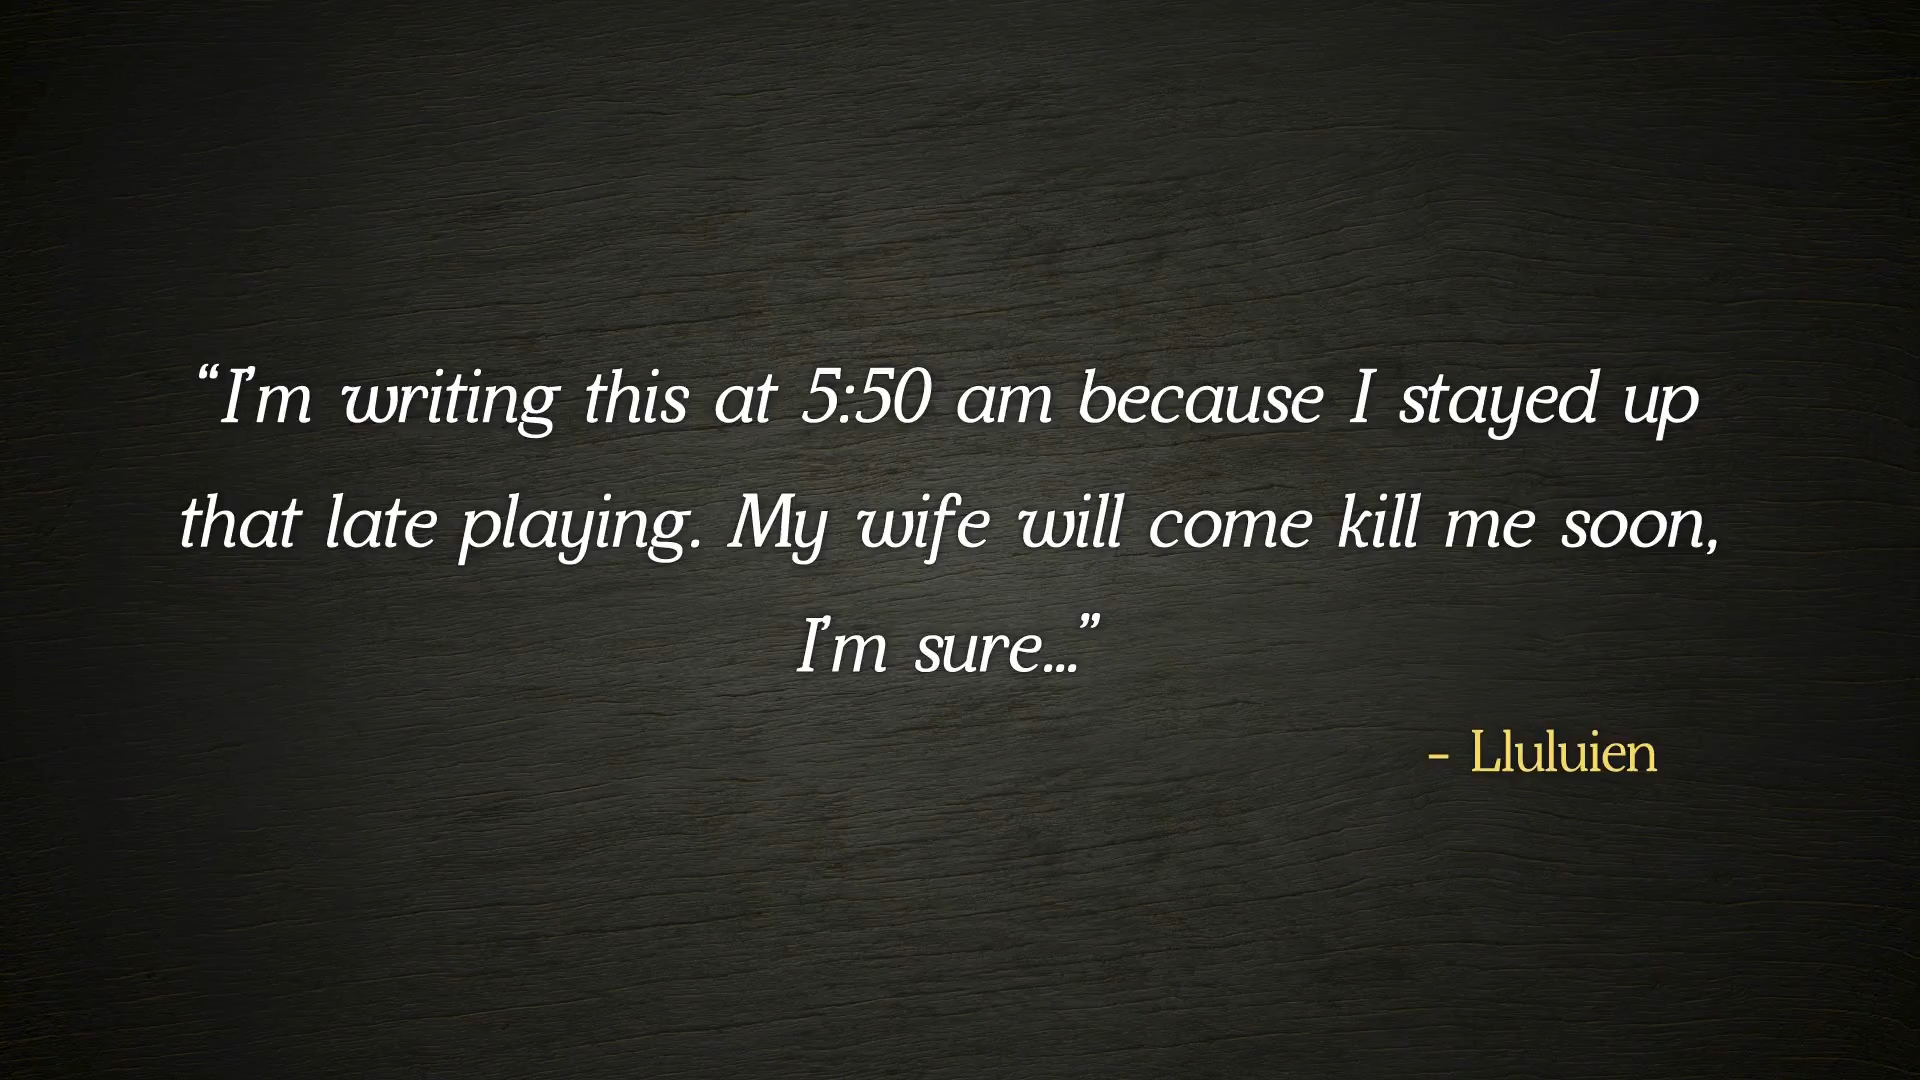 “I’m writing this at 5:50 am because I stayed up
that late playing. My wife will come kill me soon,
I’m sure...”
- Lluluien